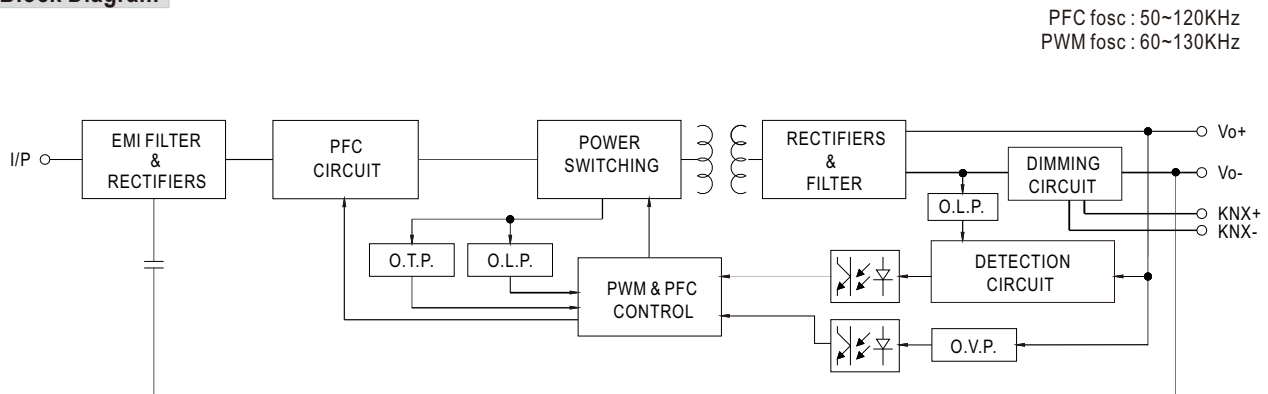 Block Diagram
PFC fosc : 50~120KHz
PWM fosc : 60~130KHz
I/P
EMI FILTER
&
RECTIFIERS
PFC
CIRCUIT
POWER
SWITCHING
RECTIFIERS
&
FILTER
DIMMING
CIRCUIT
Vo+
Vo-
KNX+
KNX-
O.L.P.
O.T.P.
O.L.P.
PWM & PFC
CONTROL
DETECTION
CIRCUIT
O.V.P.